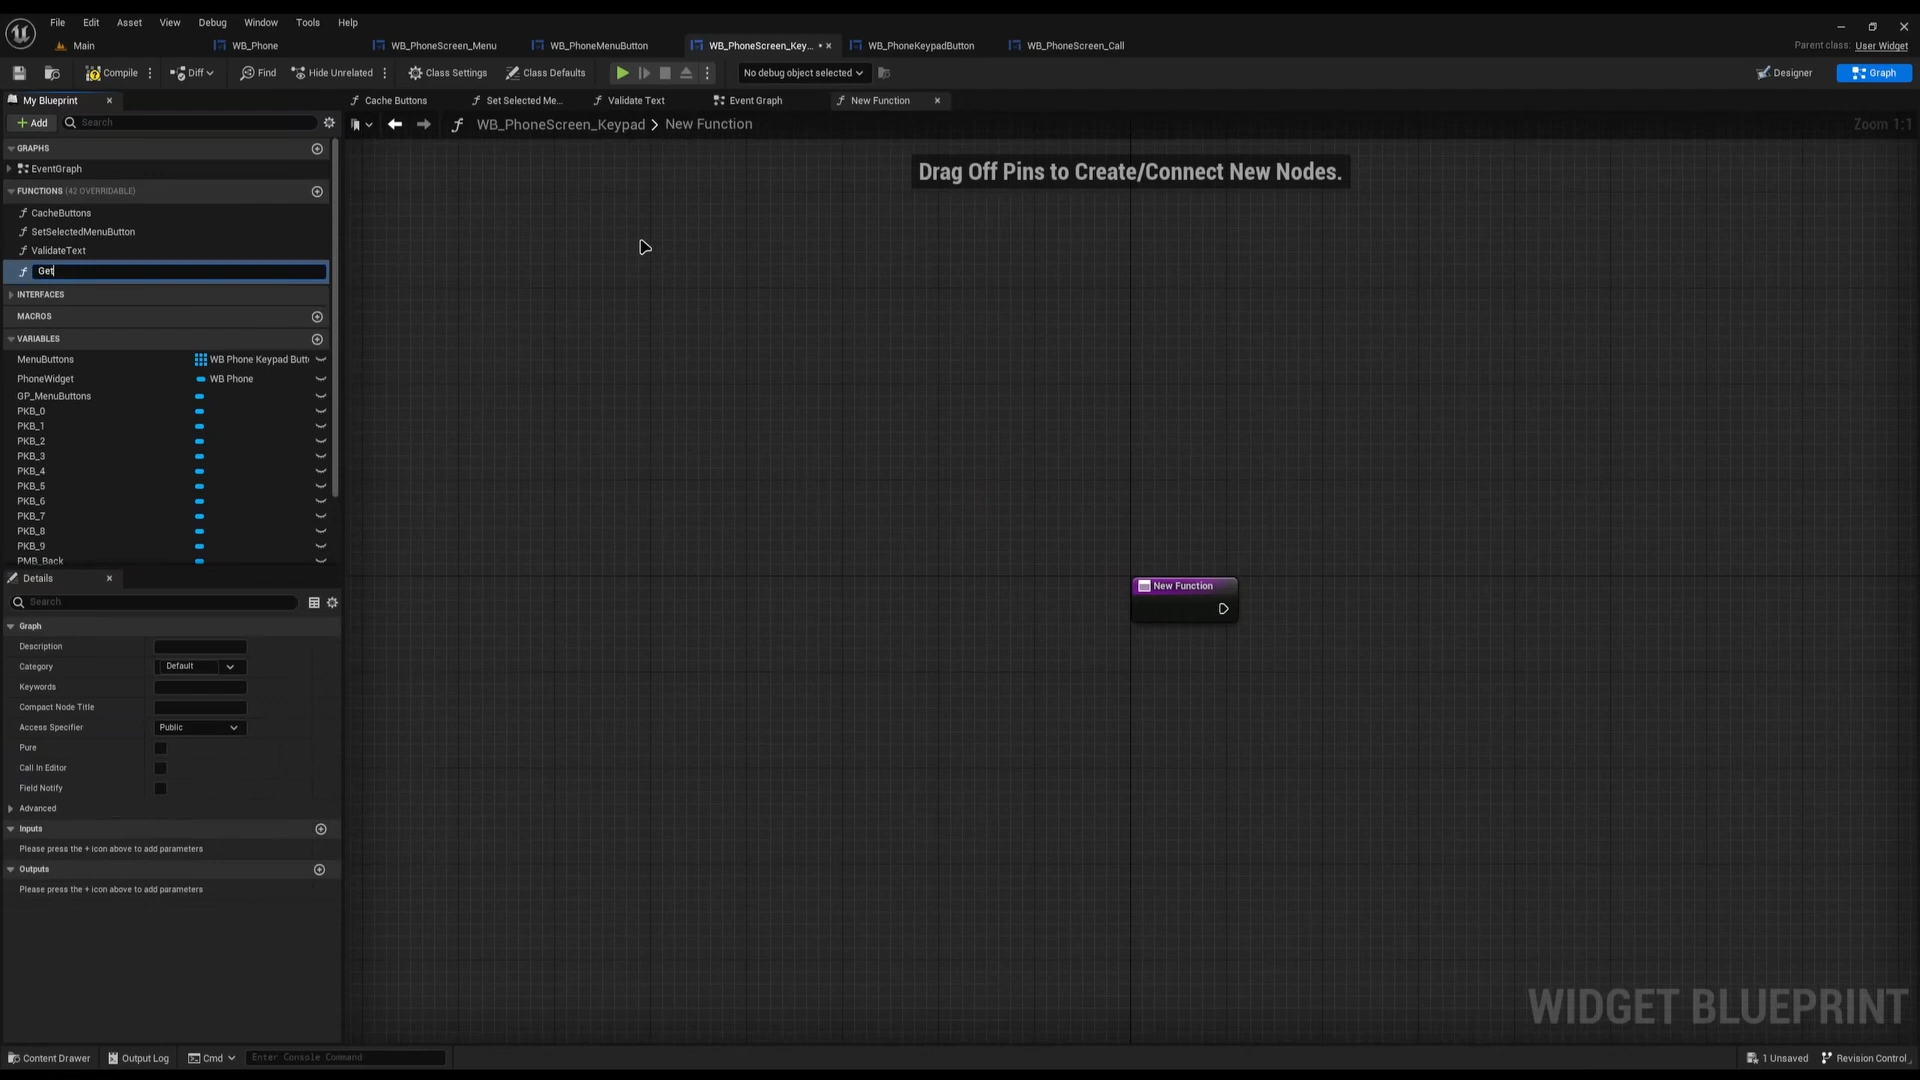 File Edit Asset View Debug Window Tools Help
Main WB_Phone WB_PhoneScreen_Menu WB_PhoneMenuButton WB_PhoneScreen_Key... WB_PhoneKeypadButton WB_PhoneScreen_Call
Parent class: User Widget
Compile Diff Find Hide Unrelated Class Settings Class Defaults No debug object selected Designer Graph
My Blueprint Cache Buttons Set Selected Me... Validate Text Event Graph New Function
Add Search WB_PhoneScreen_Keypad > New Function Zoom 1:1
GRAPHS
EventGraph
FUNCTIONS (42 OVERRIDABLE)
CacheButtons
SetSelectedMenuButton
ValidateText
Get
INTERFACES
MACROS
VARIABLES
MenuButtons WB Phone Keypad Butt
PhoneWidget WB Phone
GP_MenuButtons
PKB_0
PKB_1
PKB_2
PKB_3
PKB_4
PKB_5
PKB_6
PKB_7
PKB_8
PKB_9
PMB_Back
Details
Search
Graph
Description
Category Default
Keywords
Compact Node Title
Access Specifier Public
Pure
Call In Editor
Field Notify
Advanced
Inputs
Please press the + icon above to add parameters
Outputs
Please press the + icon above to add parameters
Drag Off Pins to Create/Connect New Nodes.
New Function
WIDGET BLUEPRINT
Content Drawer Output Log Cmd Enter Console Command 1 Unsaved Revision Control